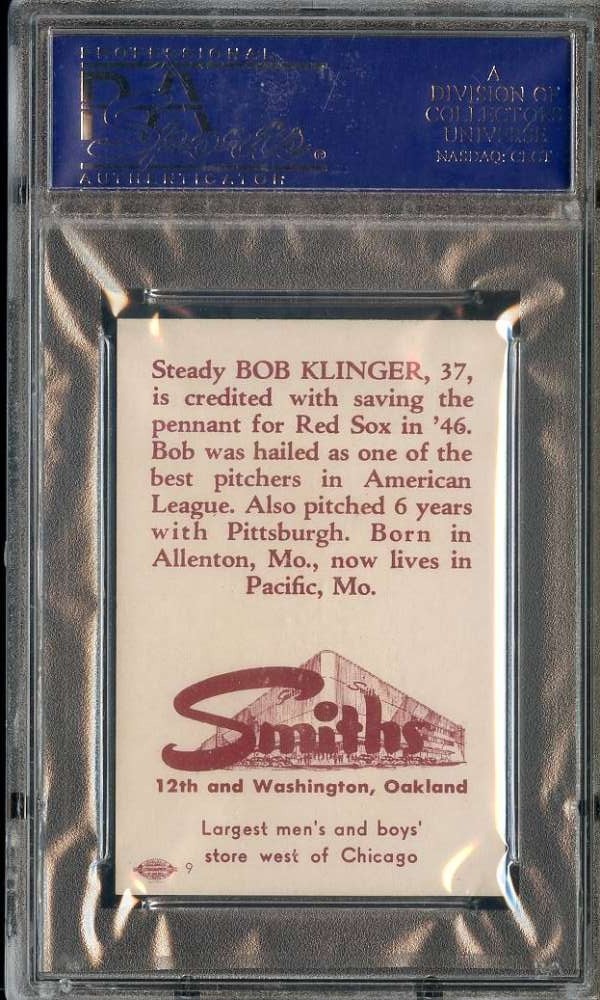 PROFESSIONAL
PSA
AUTHENTICATOR
A
DIVISION OF
COLLECTORS
UNIVERSE
NASDAQ: CLCT
Steady BOB KLINGER, 37,
is credited with saving the
pennant for Red Sox in '46.
Bob was hailed as one of the
best pitchers in American
League. Also pitched 6 years
with Pittsburgh. Born in
Allenton, Mo., now lives in
Pacific, Mo.
Smiths
12th and Washington, Oakland
Largest men's and boys'
store west of Chicago
9